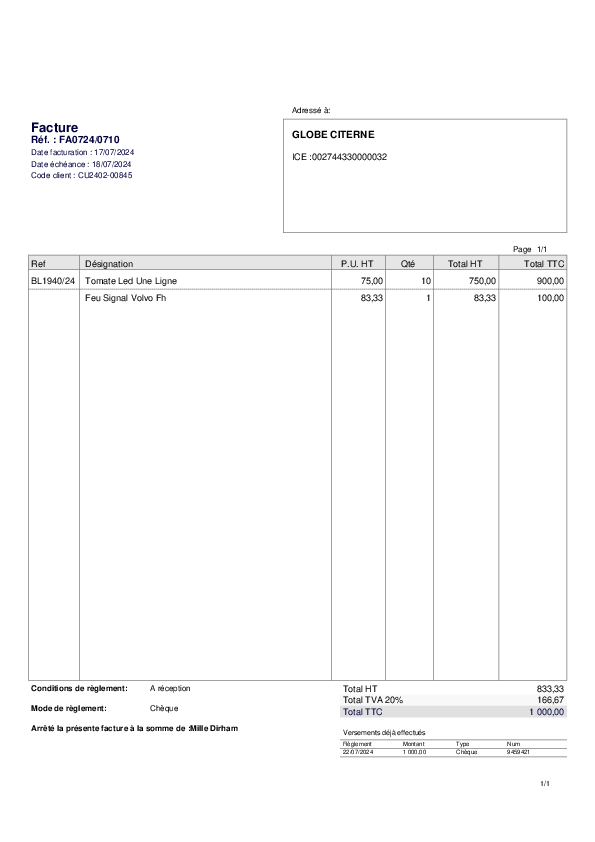 Adressé à:
Facture
Réf. : FA0724/0710
Date facturation : 17/07/2024
Date échéance : 18/07/2024
Code client : CU2402-00845
GLOBE CITERNE
ICE :002744330000032
Page 1/1
Ref Désignation P.U. HT Qté Total HT Total TTC
BL1940/24 Tomate Led Une Ligne 75,00 10 750,00 900,00
Feu Signal Volvo Fh 83,33 1 83,33 100,00
Conditions de règlement: A réception
Mode de règlement: Chèque
Arrêté la présente facture à la somme de :Mille Dirham
Total HT 833,33
Total TVA 20% 166,67
Total TTC 1 000,00
Versements déjà effectués
Règlement Montant Type Num
22/07/2024 1 000,00 Chèque 9459421
1/1